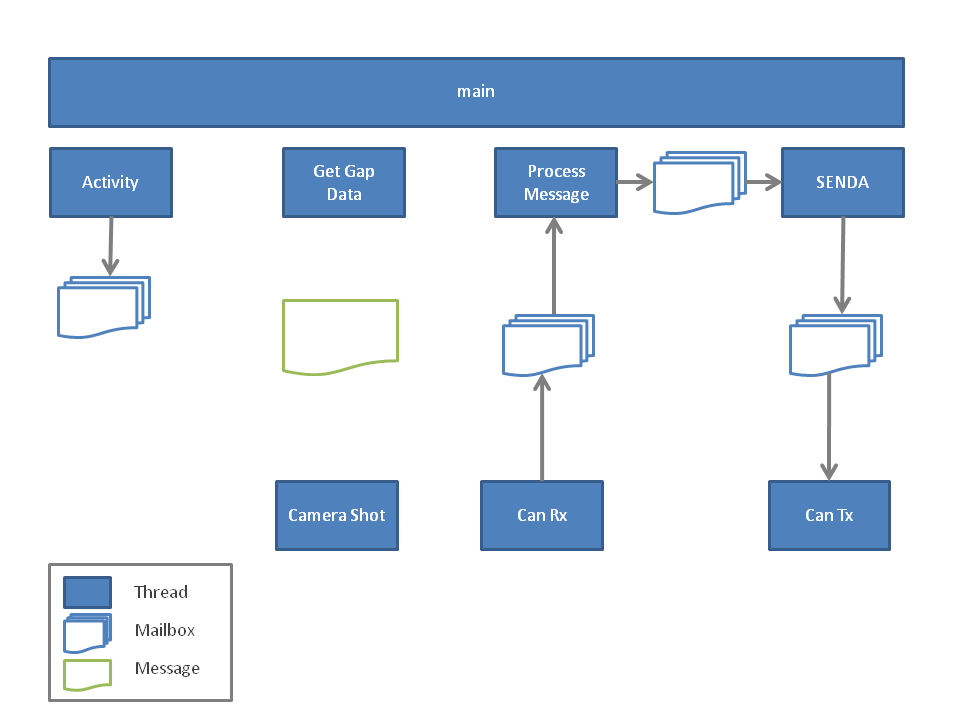 main
Activity
Get Gap
Data
Process
Message
SENDA
Camera Shot
Can Rx
Can Tx
Thread
Mailbox
Message